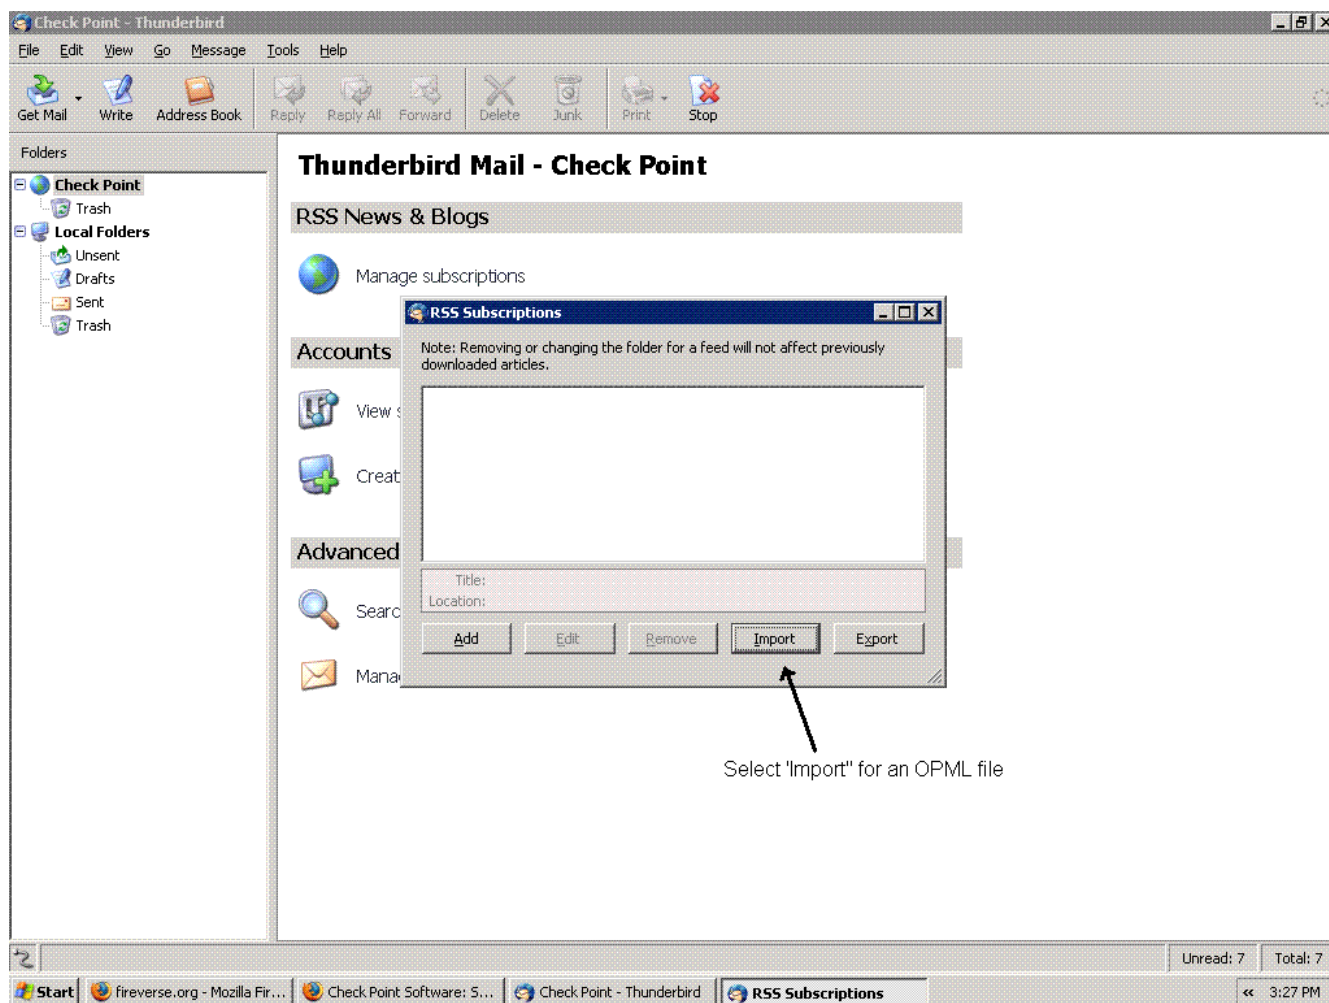 Check Point - Thunderbird
File Edit View Go Message Tools Help
Get Mail Write Address Book Reply Reply All Forward Delete Junk Print Stop
Folders
Check Point
Trash
Local Folders
Unsent
Drafts
Sent
Trash
Thunderbird Mail - Check Point
RSS News & Blogs
Manage subscriptions
Accounts
View s
Creat
Advanced
Searc
Mana
RSS Subscriptions
Note: Removing or changing the folder for a feed will not affect previously
downloaded articles.
Title:
Location:
Add Edit Remove Import Export
Select 'Import" for an OPML file
Unread: 7 Total: 7
Start fireverse.org - Mozilla Fir... Check Point Software: S... Check Point - Thunderbird RSS Subscriptions « 3:27 PM